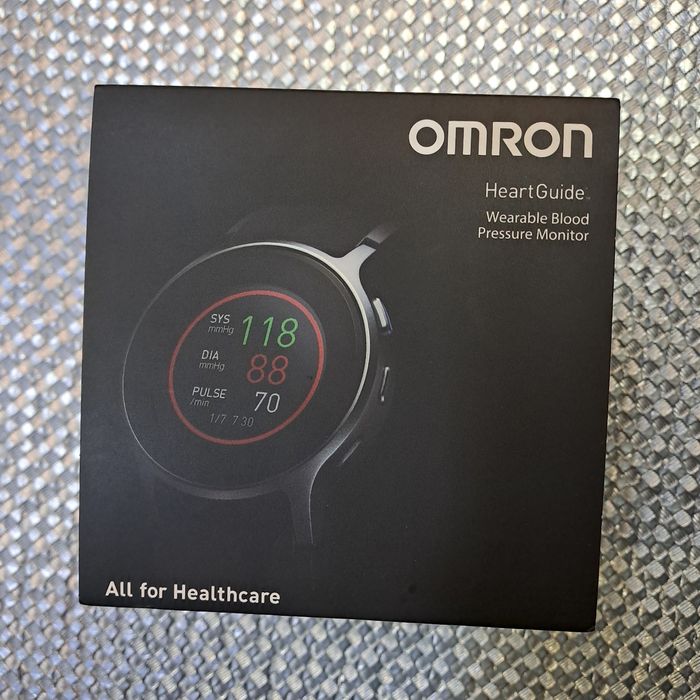 OMRON
HeartGuide™
Wearable Blood
Pressure Monitor
SYS
mmHg
118
DIA
mmHg
88
PULSE
/min
70
1/7 7:30
All for Healthcare